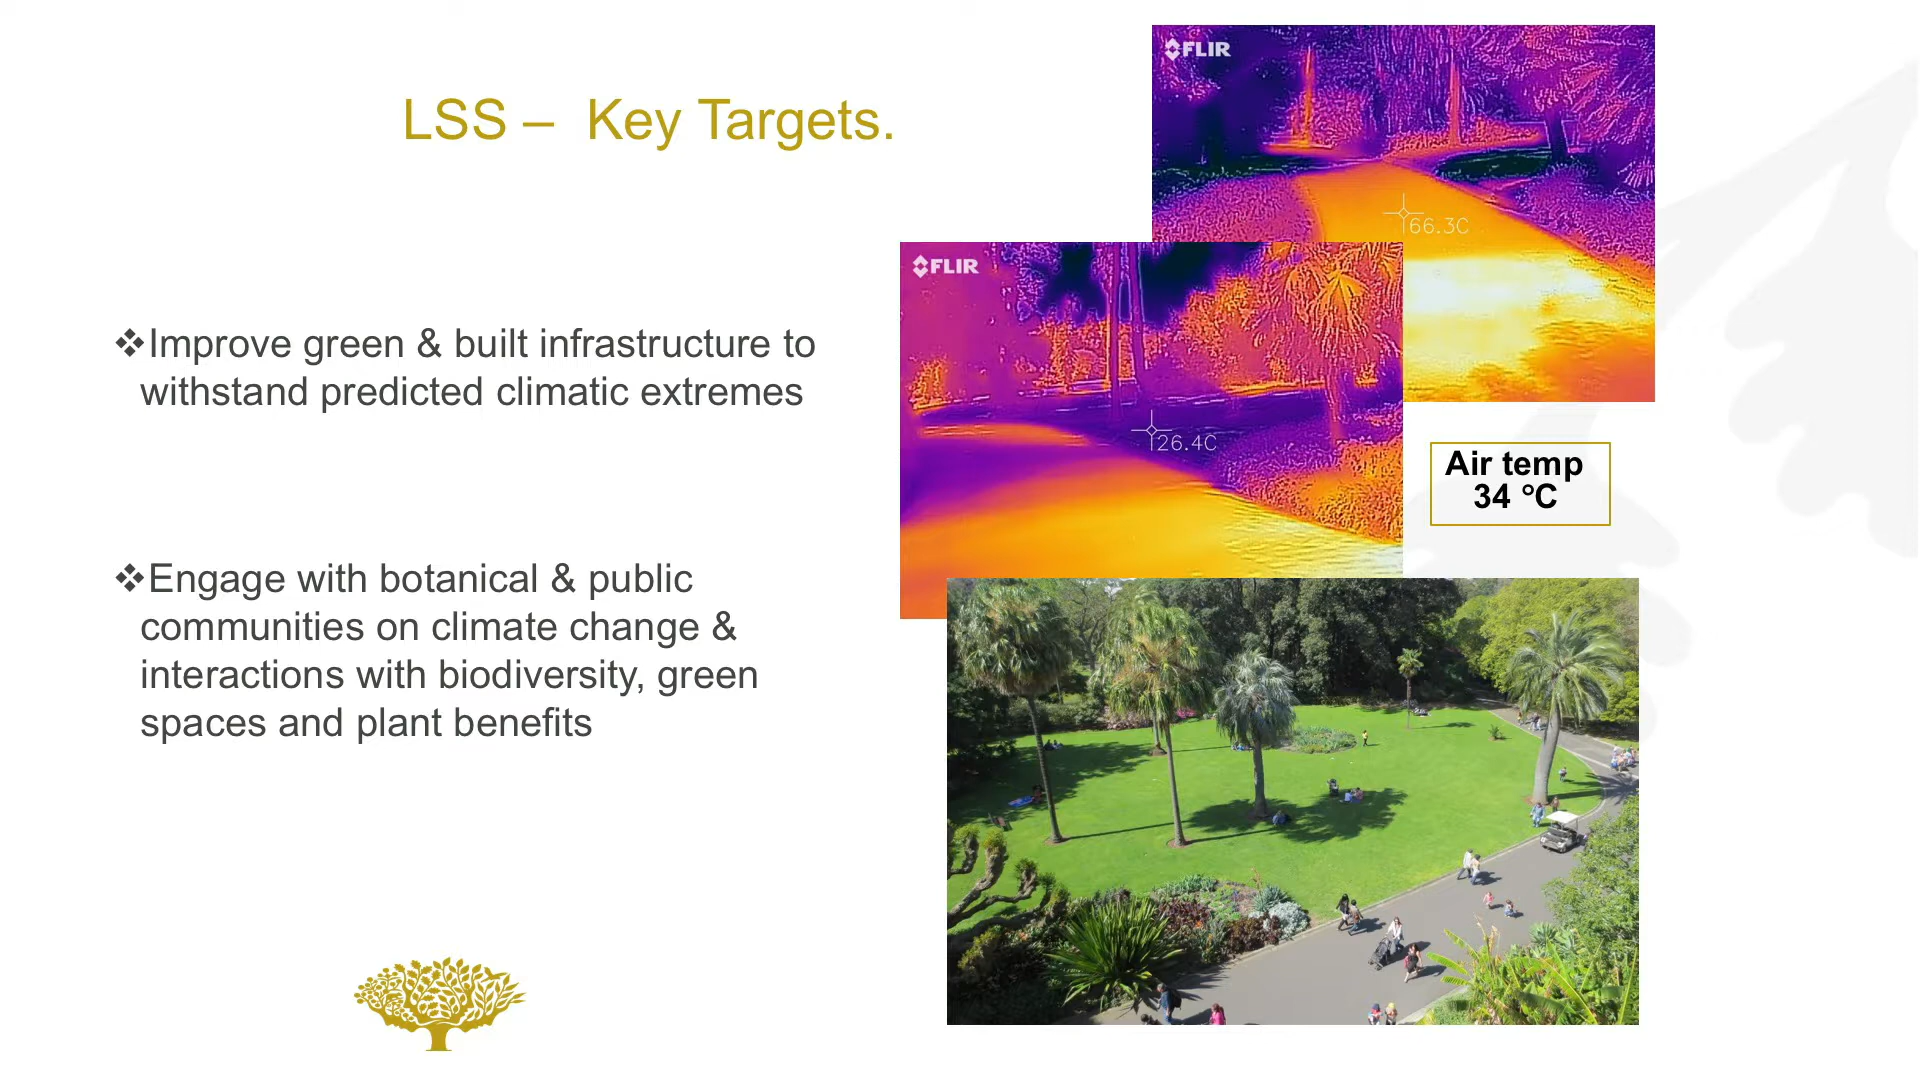 LSS – Key Targets.
❖Improve green & built infrastructure to
withstand predicted climatic extremes
❖Engage with botanical & public
communities on climate change &
interactions with biodiversity, green
spaces and plant benefits
FLIR
66.3C
FLIR
26.4C
Air temp
34 °C